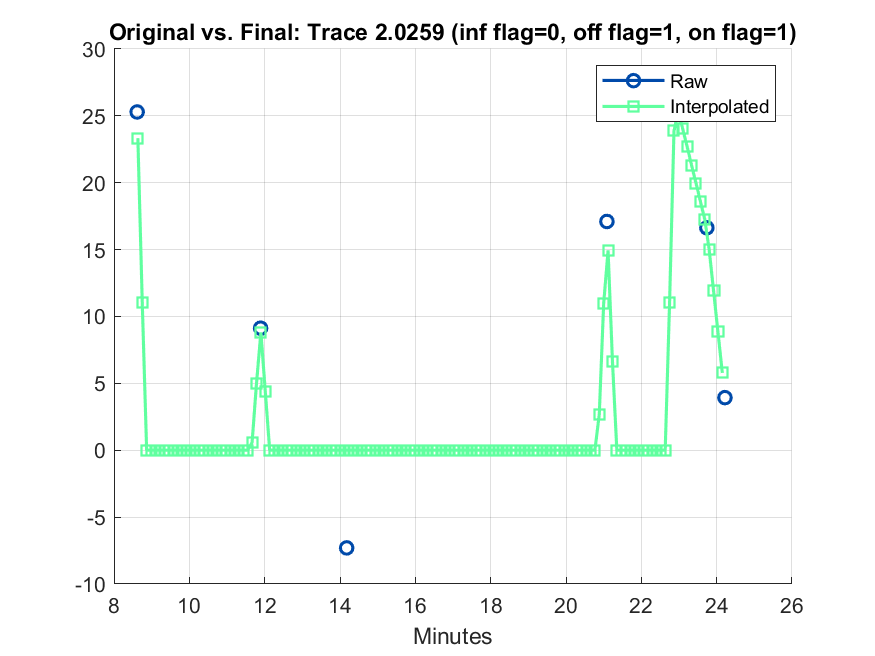 Original vs. Final: Trace 2.0259 (inf flag=0, off flag=1, on flag=1)
30
25
20
15
10
5
0
-5
-10
Raw
Interpolated
8 10 12 14 16 18 20 22 24 26
Minutes